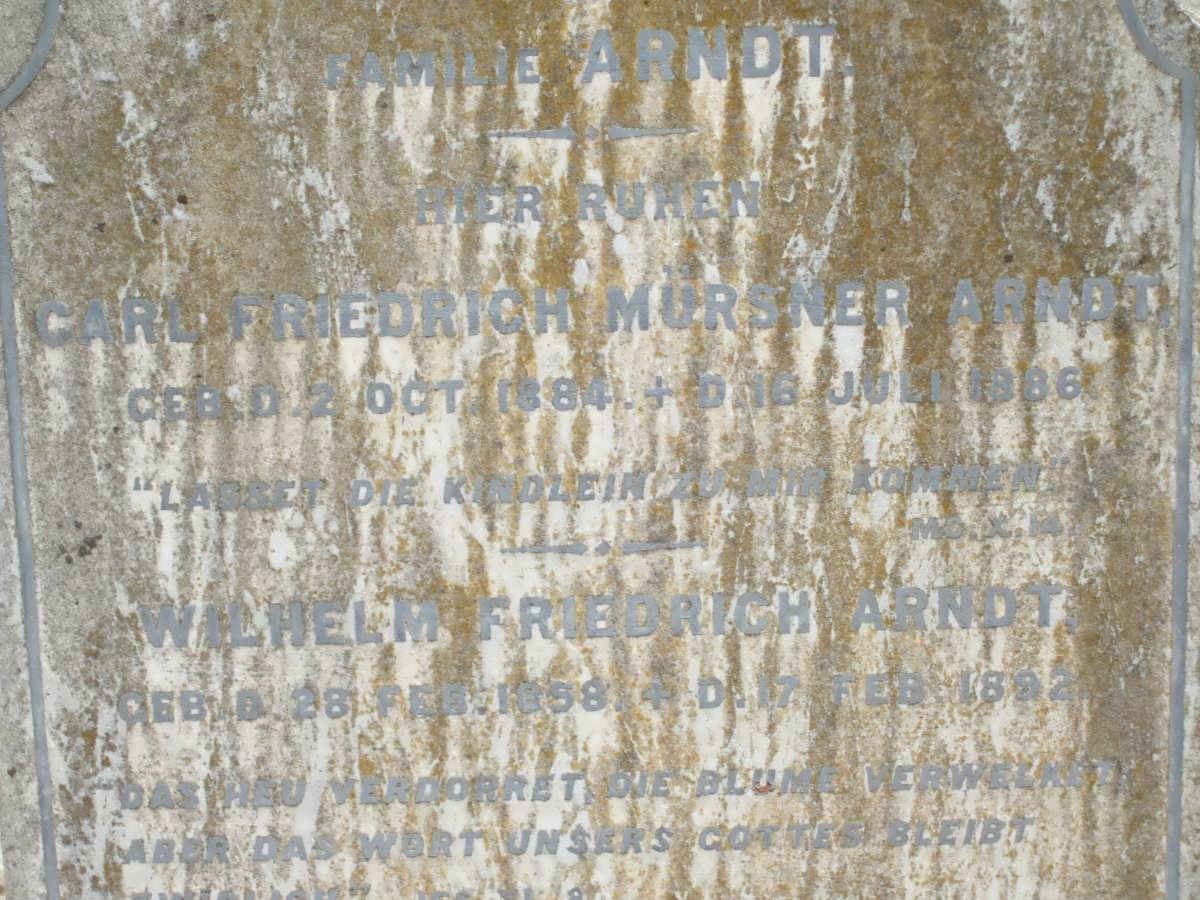 FAMILIE ARNDT.
HIER RUHEN
CARL FRIEDRICH MÜRSNER ARNDT,
GEB. D. 2 OCT. 1884. + D. 16 JULI 1886.
"LASSET DIE KINDLEIN ZU MIR KOMMEN."
MC. X. 14.
WILHELM FRIEDRICH ARNDT.
GEB. D. 28 FEB. 1858. + D. 17 FEB. 1892.
"DAS HEU VERDORRET, DIE BLUME VERWELKET;
ABER DAS WORT UNSERS GOTTES BLEIBT